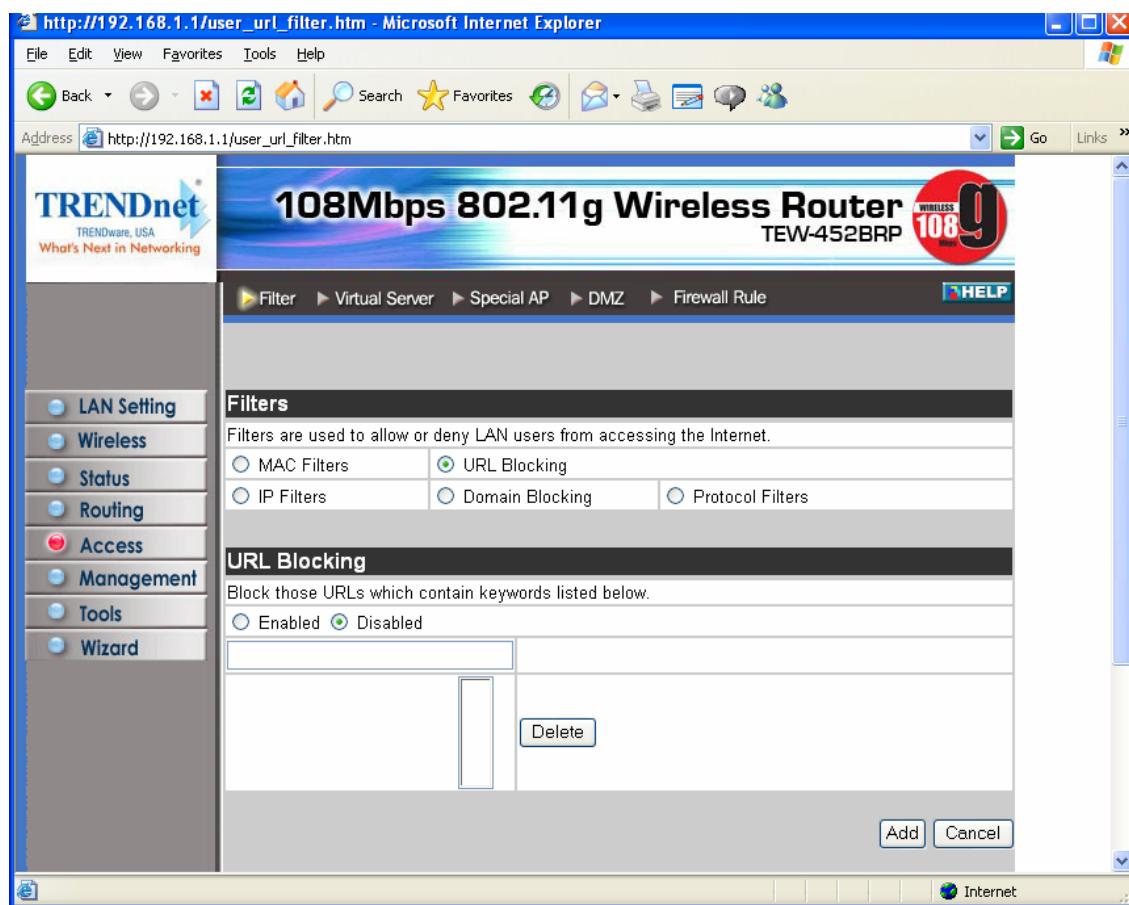 http://192.168.1.1/user_url_filter.htm - Microsoft Internet Explorer
File Edit View Favorites Tools Help
Back Search Favorites
Address http://192.168.1.1/user_url_filter.htm Go Links »
TRENDnet
TRENDware, USA
What's Next in Networking
108Mbps 802.11g Wireless Router
TEW-452BRP
WIRELESS
108
Mbps
g
Filter Virtual Server Special AP DMZ Firewall Rule HELP
LAN Setting
Wireless
Status
Routing
Access
Management
Tools
Wizard
Filters
Filters are used to allow or deny LAN users from accessing the Internet.
MAC Filters URL Blocking
IP Filters Domain Blocking Protocol Filters
URL Blocking
Block those URLs which contain keywords listed below.
Enabled Disabled
Delete
Add Cancel
Internet